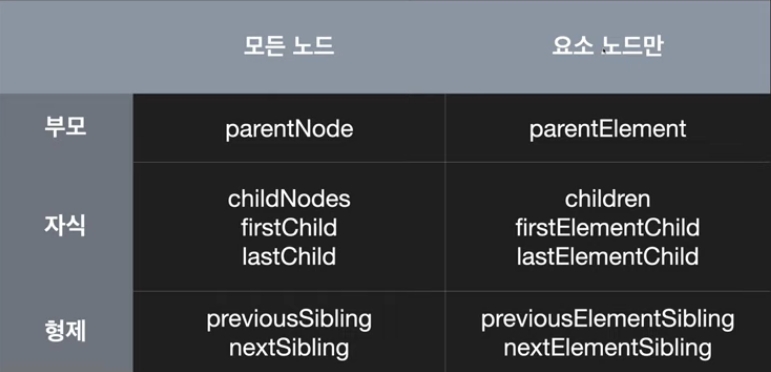 모든 노드
요소 노드만
부모
parentNode
parentElement
자식
childNodes
firstChild
lastChild
children
firstElementChild
lastElementChild
형제
previousSibling
nextSibling
previousElementSibling
nextElementSibling